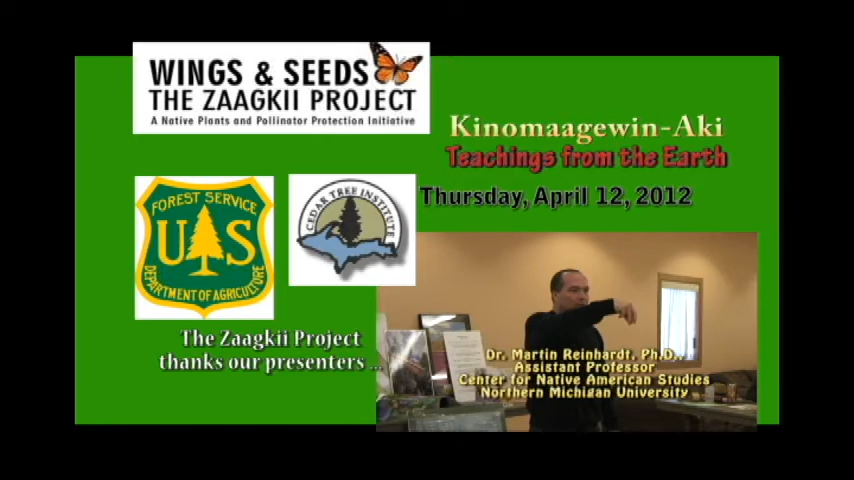 WINGS & SEEDS
THE ZAAGKII PROJECT
A Native Plants and Pollinator Protection Initiative
Kinomaagewin-Aki
Teachings from the Earth
Thursday, April 12, 2012
FOREST SERVICE
U S
DEPARTMENT OF AGRICULTURE
CEDAR TREE INSTITUTE
The Zaagkii Project
thanks our presenters ...
Dr. Martin Reinhardt, Ph.D.,
Assistant Professor
Center for Native American Studies
Northern Michigan University